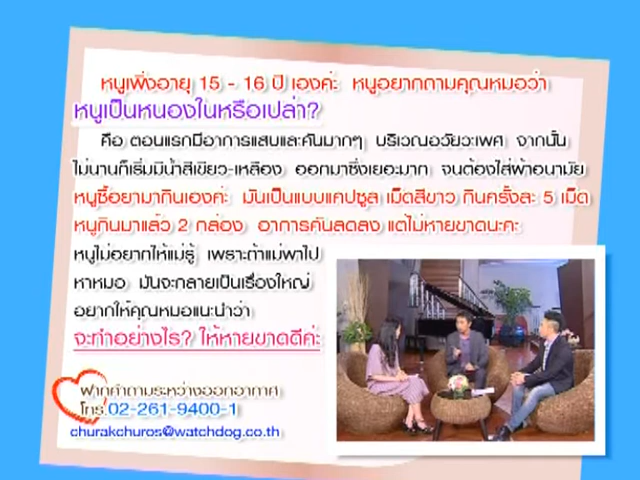 หนูเพิ่งอายุ 15 - 16 ปี เองค่ะ หนูอยากถามคุณหมอว่า
หนูเป็นหนองในหรือเปล่า?
คือ ตอนแรกมีอาการแสบและคันมากๆ บริเวณอวัยวะเพศ จากนั้น
ไม่นานก็เริ่มมีน้ำสีเขียว-เหลือง ออกมาซึ่งเยอะมาก จนต้องใส่ผ้าอนามัย
หนูซื้อยามากินเองค่ะ มันเป็นแบบแคปซูล เม็ดสีขาว กินครั้งละ 5 เม็ด
หนูกินมาแล้ว 2 กล่อง อาการคันลดลง แต่ไม่หายขาดนะคะ
หนูไม่อยากให้แม่รู้ เพราะถ้าแม่พาไป
หาหมอ มันจะกลายเป็นเรื่องใหญ่
อยากให้คุณหมอแนะนำว่า
จะทำอย่างไร? ให้หายขาดดีค่ะ
ฝากคำถามระหว่างออกอากาศ
โทร.02-261-9400-1
churakchuros@watchdog.co.th